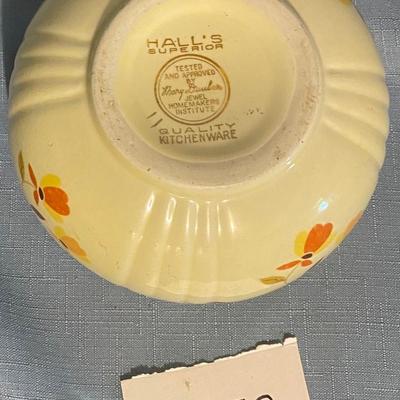 HALL'S
SUPERIOR
TESTED
AND APPROVED
BY
Mary Dunbar
JEWEL
HOMEMAKERS
INSTITUTE
QUALITY
KITCHENWARE